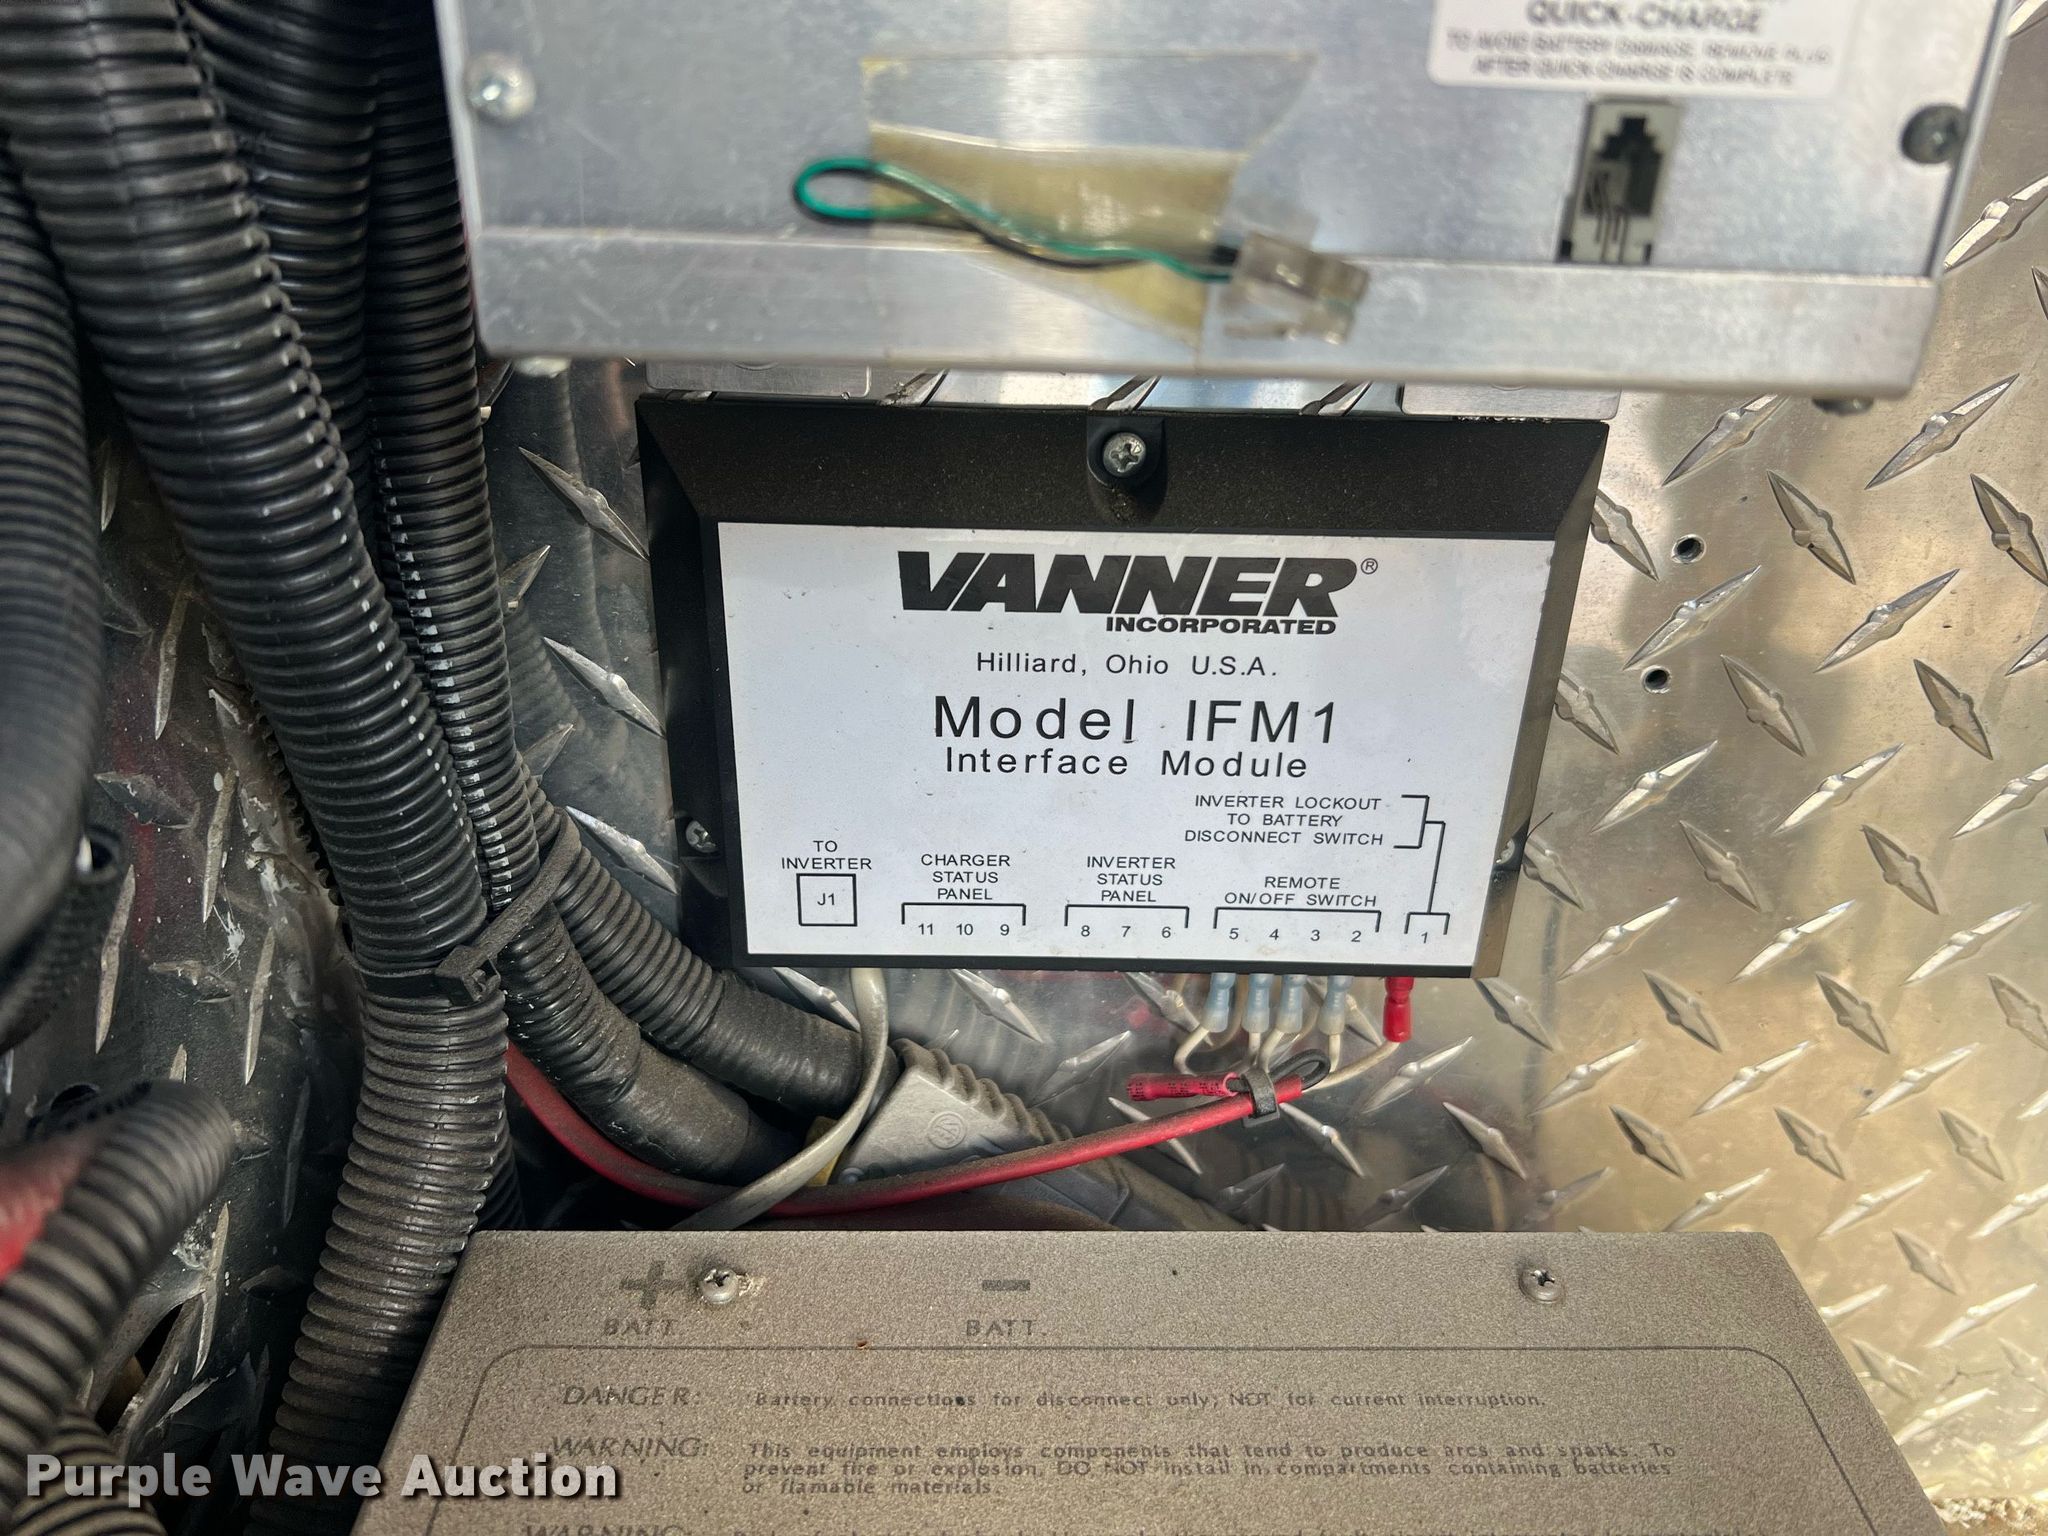 QUICK-CHARGE
TO AVOID BATTERY DAMAGE, REMOVE PLUG
AFTER QUICK-CHARGE IS COMPLETE
VANNER®
INCORPORATED
Hilliard, Ohio U.S.A.
Model IFM1
Interface Module
INVERTER LOCKOUT
TO BATTERY
DISCONNECT SWITCH
TO
INVERTER
J1
CHARGER
STATUS
PANEL
11 10 9
INVERTER
STATUS
PANEL
8 7 6
REMOTE
ON/OFF SWITCH
5 4 3 2
1
+ −
BATT. BATT.
DANGER: Battery connections for disconnect only; NOT for current interruption.
WARNING: This equipment employs components that tend to produce arcs and sparks. To
prevent fire or explosion, DO NOT install in compartments containing batteries
or flamable materials.
WARNING:
Purple Wave Auction